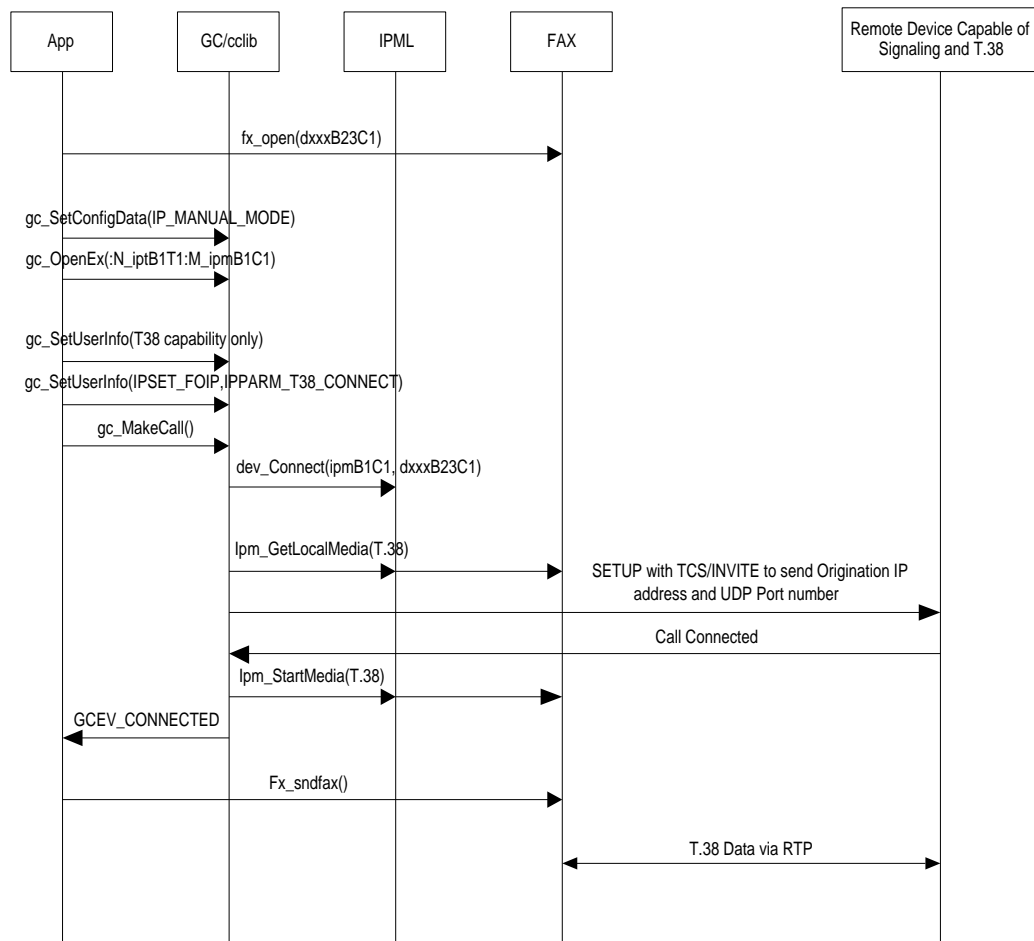 App
GC/cclib
IPML
FAX
Remote Device Capable of
Signaling and T.38
fx_open(dxxxB23C1)
gc_SetConfigData(IP_MANUAL_MODE)
gc_OpenEx(:N_iptB1T1:M_ipmB1C1)
gc_SetUserInfo(T38 capability only)
gc_SetUserInfo(IPSET_FOIP,IPPARM_T38_CONNECT)
gc_MakeCall()
dev_Connect(ipmB1C1, dxxxB23C1)
Ipm_GetLocalMedia(T.38)
SETUP with TCS/INVITE to send Origination IP
address and UDP Port number
Call Connected
Ipm_StartMedia(T.38)
GCEV_CONNECTED
Fx_sndfax()
T.38 Data via RTP